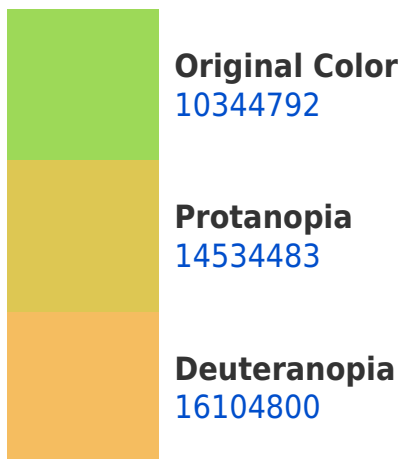 Original Color
10344792
Protanopia
14534483
Deuteranopia
16104800